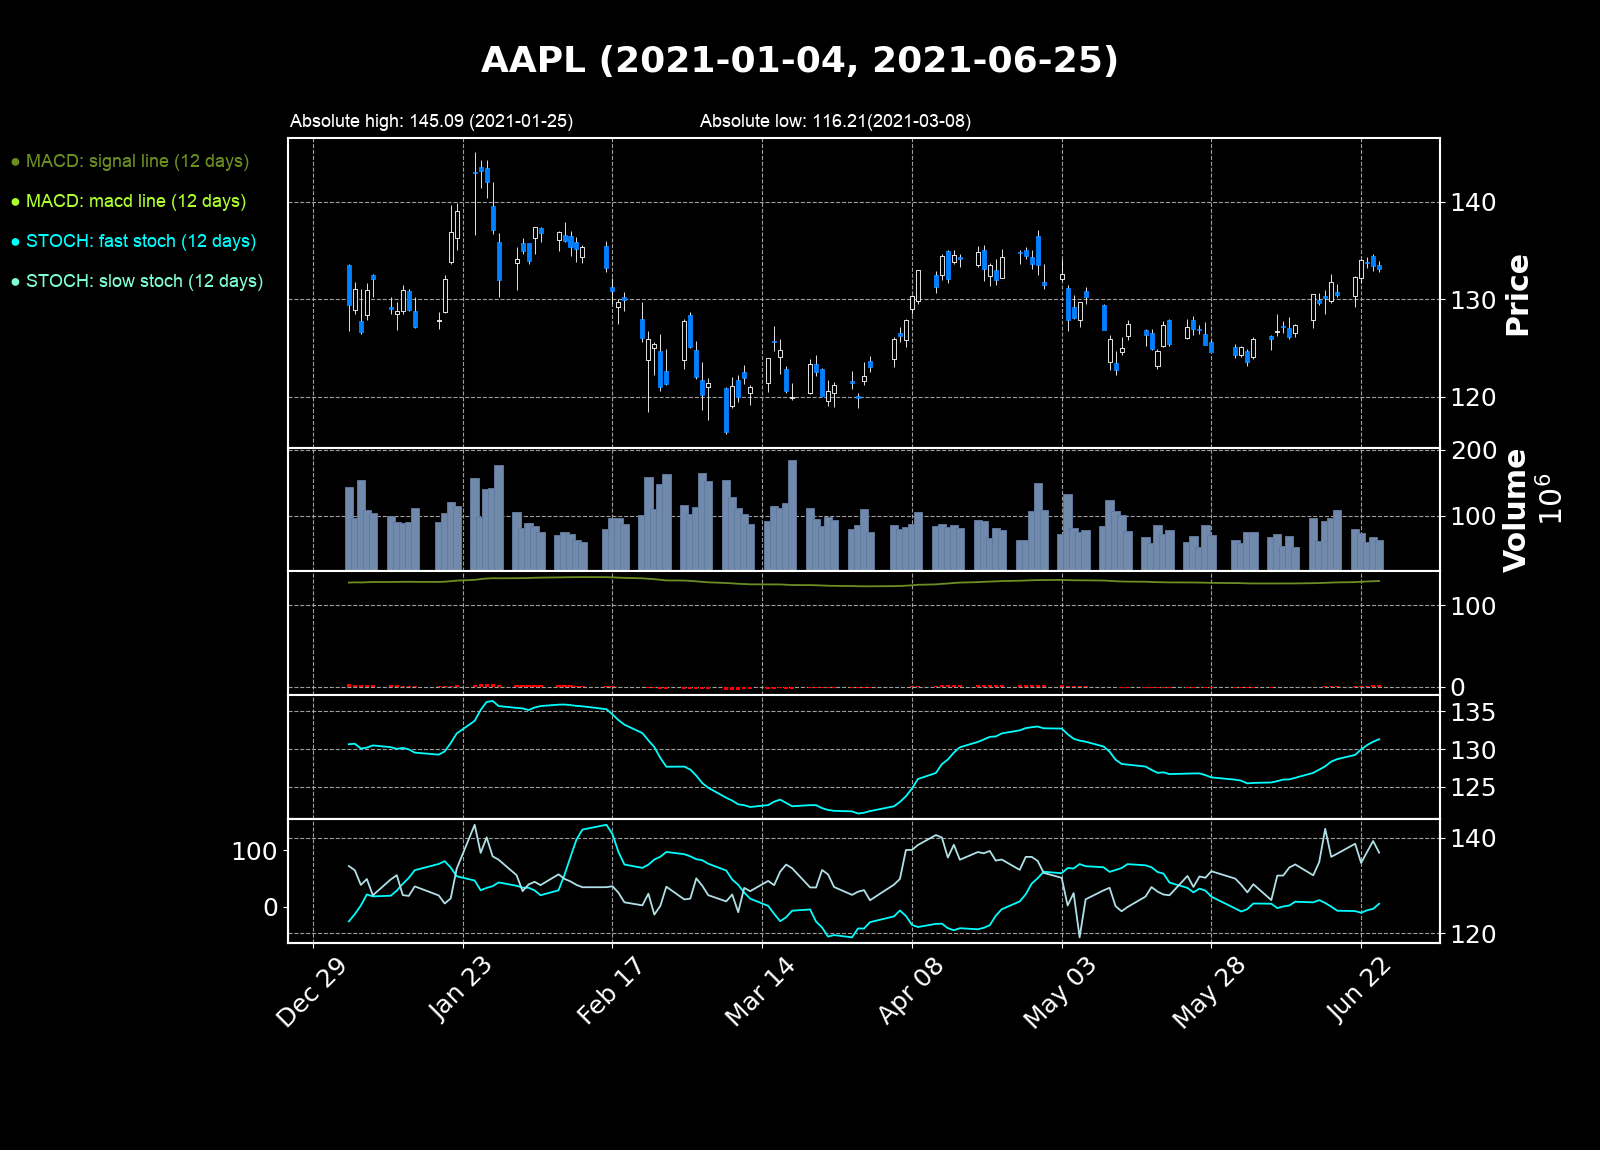 AAPL (2021-01-04, 2021-06-25)
Absolute high: 145.09 (2021-01-25)
Absolute low: 116.21(2021-03-08)
● MACD: signal line (12 days)
● MACD: macd line (12 days)
● STOCH: fast stoch (12 days)
● STOCH: slow stoch (12 days)
140
130
120
Price
200
100
Volume
10^6
100
0
135
130
125
100
0
140
120
Dec 29
Jan 23
Feb 17
Mar 14
Apr 08
May 03
May 28
Jun 22